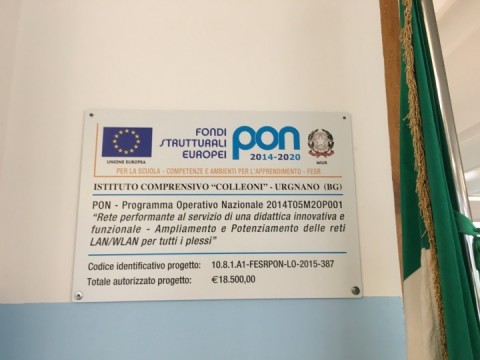 FONDI
STRUTTURALI
EUROPEI
pon
2014-2020
UNIONE EUROPEA
MIUR
PER LA SCUOLA - COMPETENZE E AMBIENTI PER L'APPRENDIMENTO - FESR
ISTITUTO COMPRENSIVO "COLLEONI" - URGNANO (BG)
PON - Programma Operativo Nazionale 2014T05M2OP001
"Rete performante al servizio di una didattica innovativa e
funzionale - Ampliamento e Potenziamento delle reti
LAN/WLAN per tutti i plessi"
Codice identificativo progetto: 10.8.1.A1-FESRPON-LO-2015-387
Totale autorizzato progetto: €18.500,00